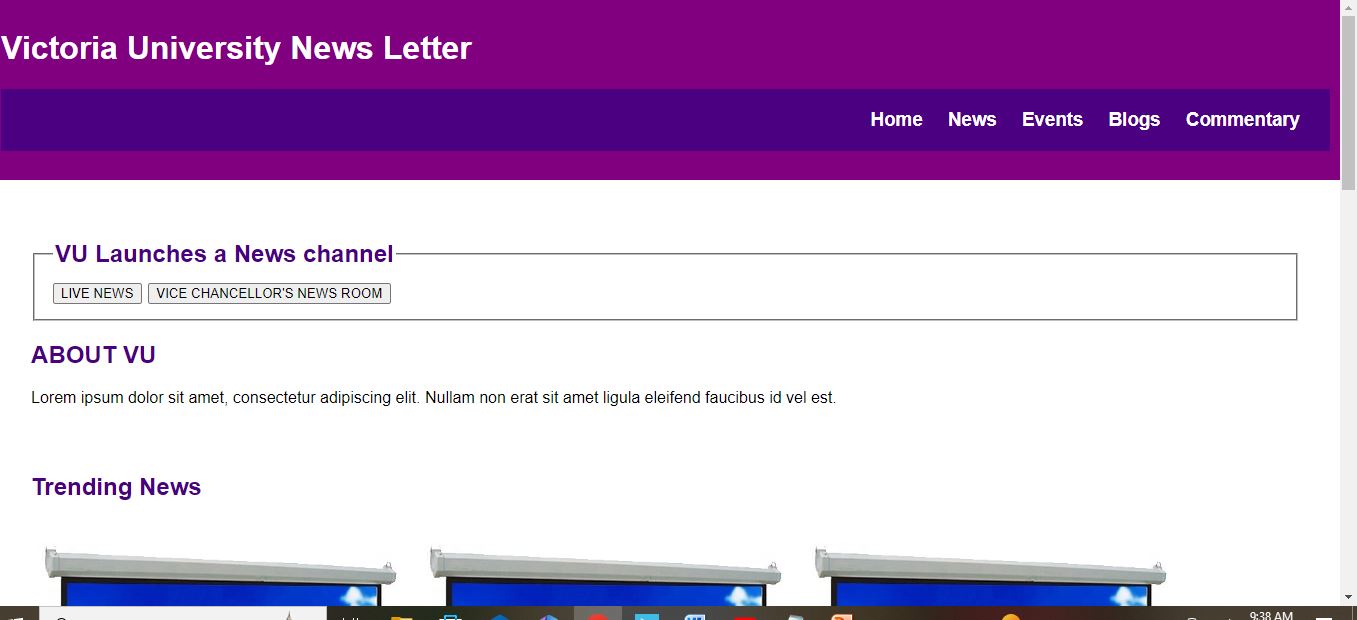 Victoria University News Letter
Home News Events Blogs Commentary
VU Launches a News channel
LIVE NEWS VICE CHANCELLOR'S NEWS ROOM
ABOUT VU
Lorem ipsum dolor sit amet, consectetur adipiscing elit. Nullam non erat sit amet ligula eleifend faucibus id vel est.
Trending News
9:38 AM